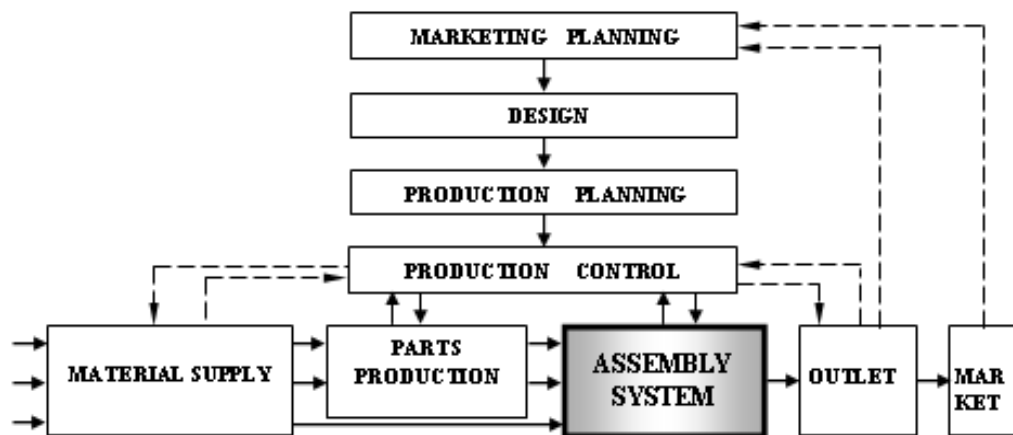 MARKETING PLANNING
DESIGN
PRODUCTION PLANNING
PRODUCTION CONTROL
MATERIAL SUPPLY
PARTS
PRODUCTION
ASSEMBLY
SYSTEM
OUTLET
MAR
KET